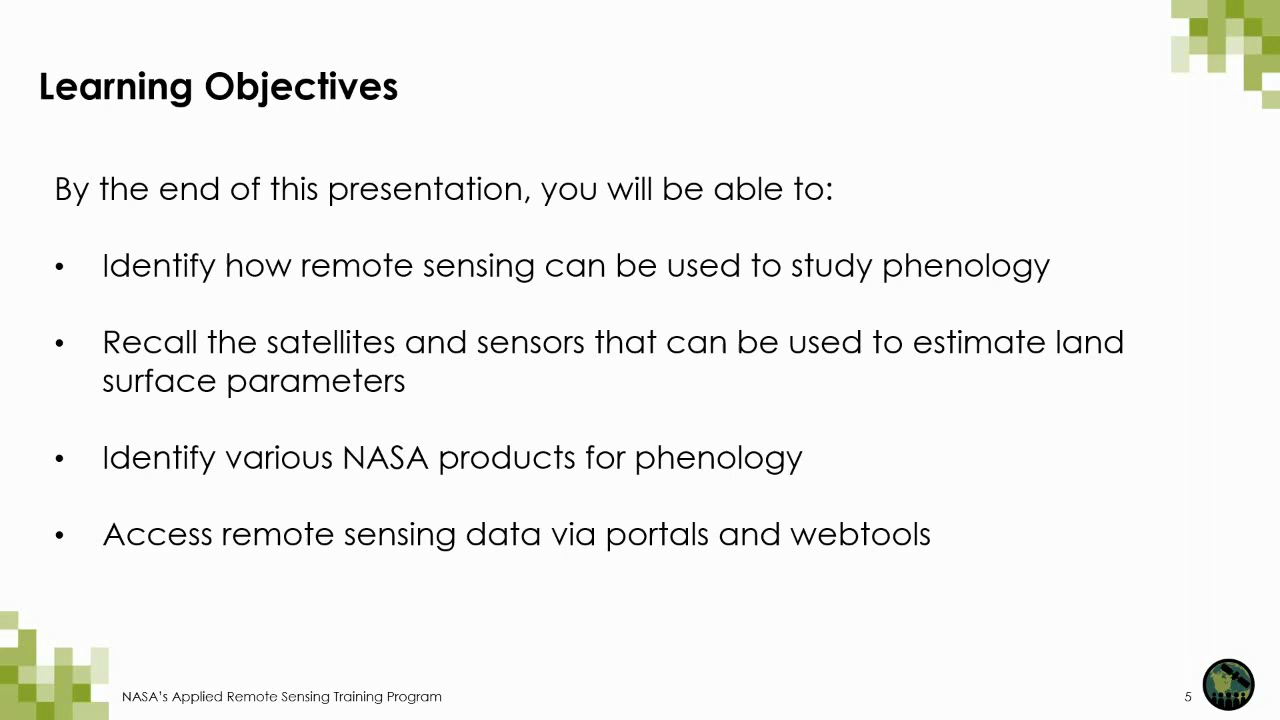 Learning Objectives
By the end of this presentation, you will be able to:
• Identify how remote sensing can be used to study phenology
• Recall the satellites and sensors that can be used to estimate land
surface parameters
• Identify various NASA products for phenology
• Access remote sensing data via portals and webtools
NASA's Applied Remote Sensing Training Program
5